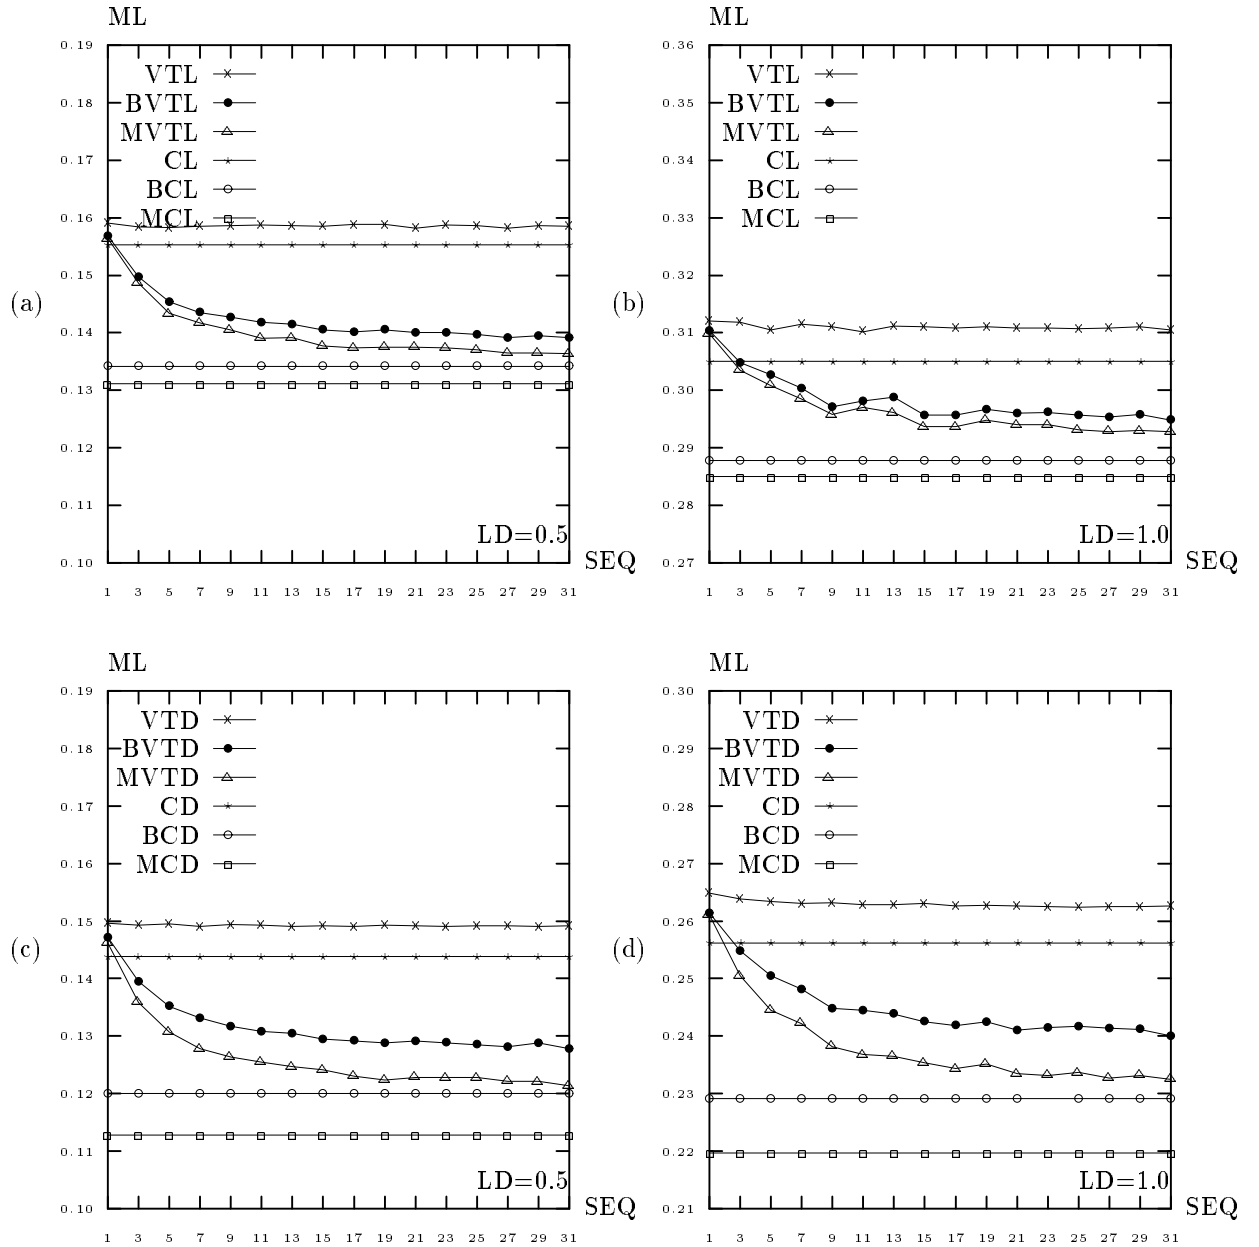 ML
0.19
0.18
0.17
0.16
0.15
0.14
0.13
0.12
0.11
0.10
VTL
BVTL
MVTL
CL
BCL
MCL
(a)
LD=0.5
SEQ
1 3 5 7 9 11 13 15 17 19 21 23 25 27 29 31
ML
0.36
0.35
0.34
0.33
0.32
0.31
0.30
0.29
0.28
0.27
VTL
BVTL
MVTL
CL
BCL
MCL
(b)
LD=1.0
SEQ
1 3 5 7 9 11 13 15 17 19 21 23 25 27 29 31
ML
0.19
0.18
0.17
0.16
0.15
0.14
0.13
0.12
0.11
0.10
VTD
BVTD
MVTD
CD
BCD
MCD
(c)
LD=0.5
SEQ
1 3 5 7 9 11 13 15 17 19 21 23 25 27 29 31
ML
0.30
0.29
0.28
0.27
0.26
0.25
0.24
0.23
0.22
0.21
VTD
BVTD
MVTD
CD
BCD
MCD
(d)
LD=1.0
SEQ
1 3 5 7 9 11 13 15 17 19 21 23 25 27 29 31